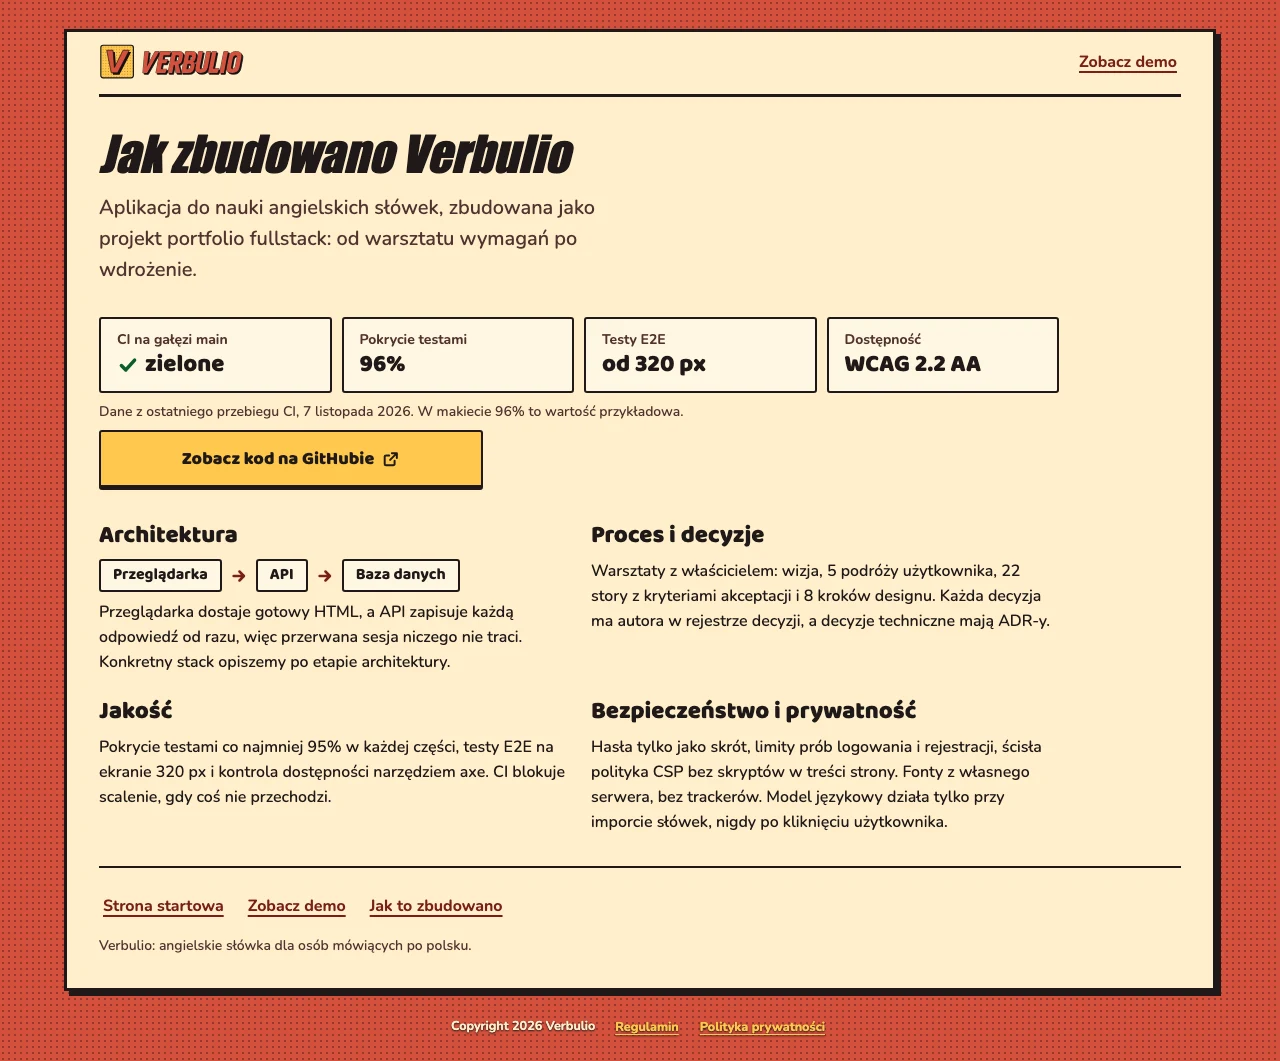 V VERBULIO
Zobacz demo
Jak zbudowano Verbulio
Aplikacja do nauki angielskich słówek, zbudowana jako
projekt portfolio fullstack: od warsztatu wymagań po
wdrożenie.
CI na gałęzi main
zielone
Pokrycie testami
96%
Testy E2E
od 320 px
Dostępność
WCAG 2.2 AA
Dane z ostatniego przebiegu CI, 7 listopada 2026. W makiecie 96% to wartość przykładowa.
Zobacz kod na GitHubie
Architektura
Przeglądarka → API → Baza danych
Przeglądarka dostaje gotowy HTML, a API zapisuje każdą
odpowiedź od razu, więc przerwana sesja niczego nie traci.
Konkretny stack opiszemy po etapie architektury.
Proces i decyzje
Warsztaty z właścicielem: wizja, 5 podróży użytkownika, 22
story z kryteriami akceptacji i 8 kroków designu. Każda decyzja
ma autora w rejestrze decyzji, a decyzje techniczne mają ADR-y.
Jakość
Pokrycie testami co najmniej 95% w każdej części, testy E2E na
ekranie 320 px i kontrola dostępności narzędziem axe. CI blokuje
scalenie, gdy coś nie przechodzi.
Bezpieczeństwo i prywatność
Hasła tylko jako skrót, limity prób logowania i rejestracji, ścisła
polityka CSP bez skryptów w treści strony. Fonty z własnego
serwera, bez trackerów. Model językowy działa tylko przy
imporcie słówek, nigdy po kliknięciu użytkownika.
Strona startowa Zobacz demo Jak to zbudowano
Verbulio: angielskie słówka dla osób mówiących po polsku.
Copyright 2026 Verbulio Regulamin Polityka prywatności